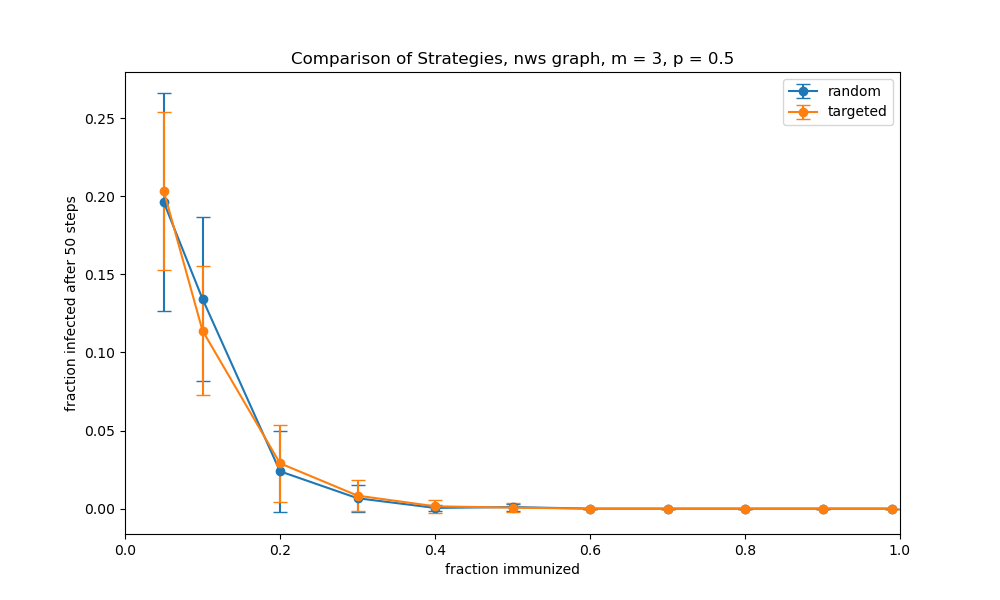 Comparison of Strategies, nws graph, m = 3, p = 0.5
random
targeted
fraction infected after 50 steps
0.25
0.20
0.15
0.10
0.05
0.00
0.0 0.2 0.4 0.6 0.8 1.0
fraction immunized